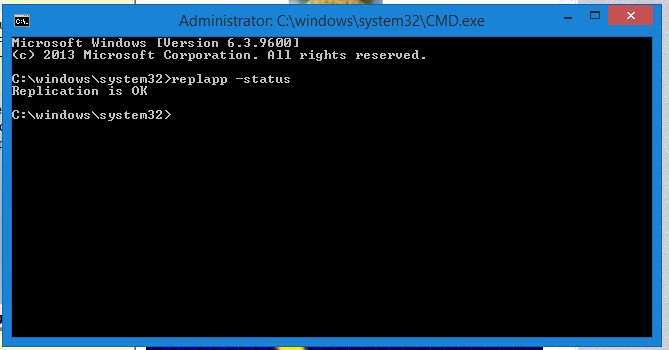 Administrator: C:\windows\system32\CMD.exe
Microsoft Windows [Version 6.3.9600]
(c) 2013 Microsoft Corporation. All rights reserved.
C:\windows\system32>replapp -status
Replication is OK
C:\windows\system32>